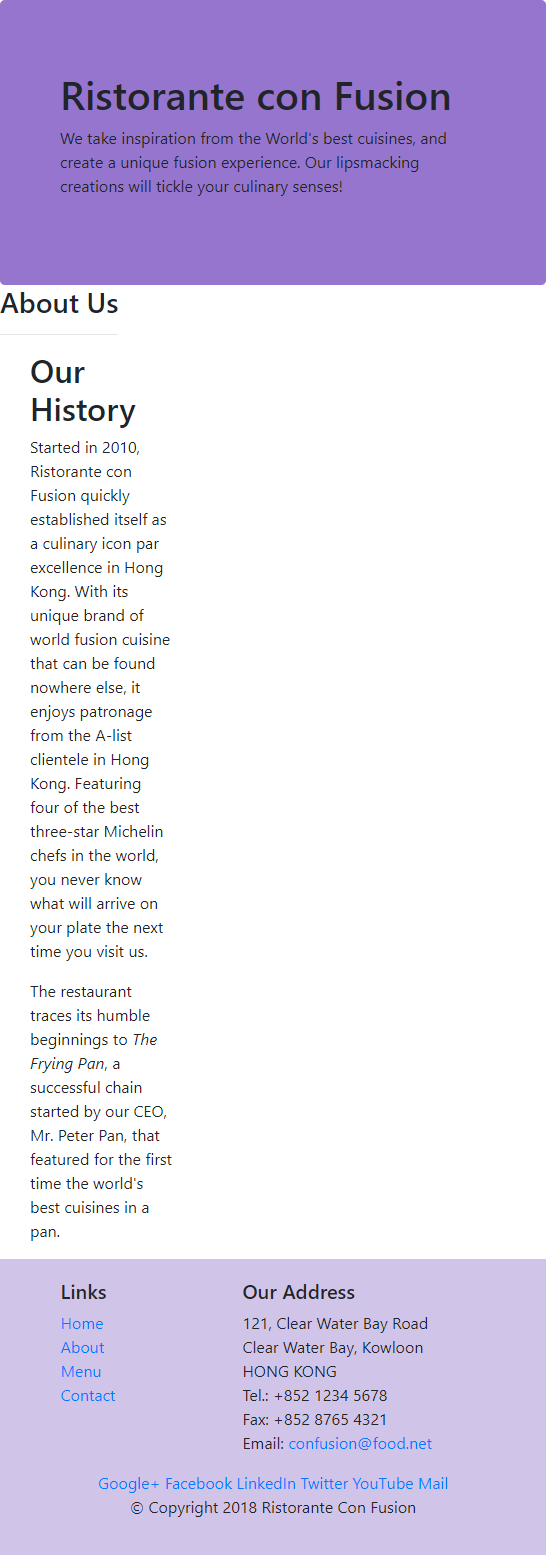 Ristorante con Fusion
We take inspiration from the World's best cuisines, and
create a unique fusion experience. Our lipsmacking
creations will tickle your culinary senses!
About Us
Our
History
Started in 2010,
Ristorante con
Fusion quickly
established itself as
a culinary icon par
excellence in Hong
Kong. With its
unique brand of
world fusion cuisine
that can be found
nowhere else, it
enjoys patronage
from the A-list
clientele in Hong
Kong. Featuring
four of the best
three-star Michelin
chefs in the world,
you never know
what will arrive on
your plate the next
time you visit us.
The restaurant
traces its humble
beginnings to The
Frying Pan, a
successful chain
started by our CEO,
Mr. Peter Pan, that
featured for the first
time the world's
best cuisines in a
pan.
Links
Home
About
Menu
Contact
Our Address
121, Clear Water Bay Road
Clear Water Bay, Kowloon
HONG KONG
Tel.: +852 1234 5678
Fax: +852 8765 4321
Email: confusion@food.net
Google+ Facebook LinkedIn Twitter YouTube Mail
© Copyright 2018 Ristorante Con Fusion